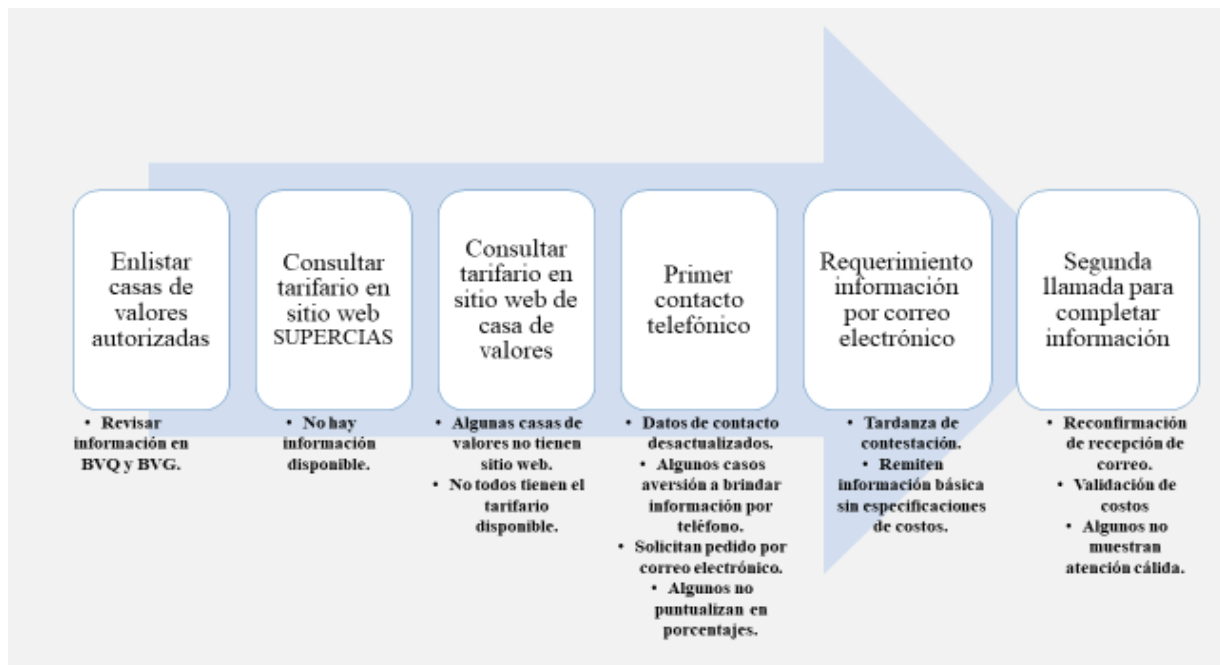 Enlistar
casas de
valores
autorizadas
• Revisar
información en
BVQ y BVG.
Consultar
tarifario en
sitio web
SUPERCIAS
• No hay
información
disponible.
Consultar
tarifario en
sitio web de
casa de
valores
• Algunas casas de
valores no tienen
sitio web.
• No todos tienen el
tarifario
disponible.
Primer
contacto
telefónico
• Datos de contacto
desactualizados.
• Algunos casos
aversión a brindar
información por
teléfono.
• Solicitan pedido por
correo electrónico.
• Algunos no
puntualizan en
porcentajes.
Requerimiento
información
por correo
electrónico
• Tardanza de
contestación.
• Remiten
información básica
sin especificaciones
de costos.
Segunda
llamada para
completar
información
• Reconfirmación
de recepción de
correo.
• Validación de
costos
• Algunos no
muestran
atención cálida.